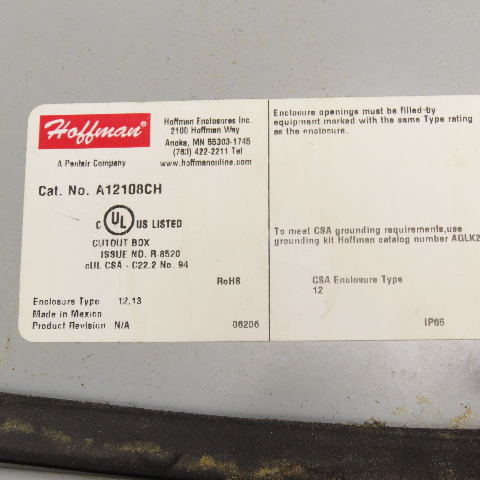 Hoffman®
A Pentair Company
Hoffman Enclosures Inc.
2100 Hoffman Way
Anoka, MN 55303-1745
(763) 422-2211 Tel
www.hoffmanonline.com
Cat. No. A12108CH
C UL US LISTED
CUTOUT BOX
ISSUE NO. R-8520
cUL CSA - C22.2 No. 94
RoHS
Enclosure Type 12,13
Made in Mexico
Product Revision N/A
06206
Enclosure openings must be filled-by
equipment marked with the same Type rating
as the enclosure.
To meet CSA grounding requirements,use
grounding kit Hoffman catalog number AGLK2
CSA Enclosure Type
12
IP66